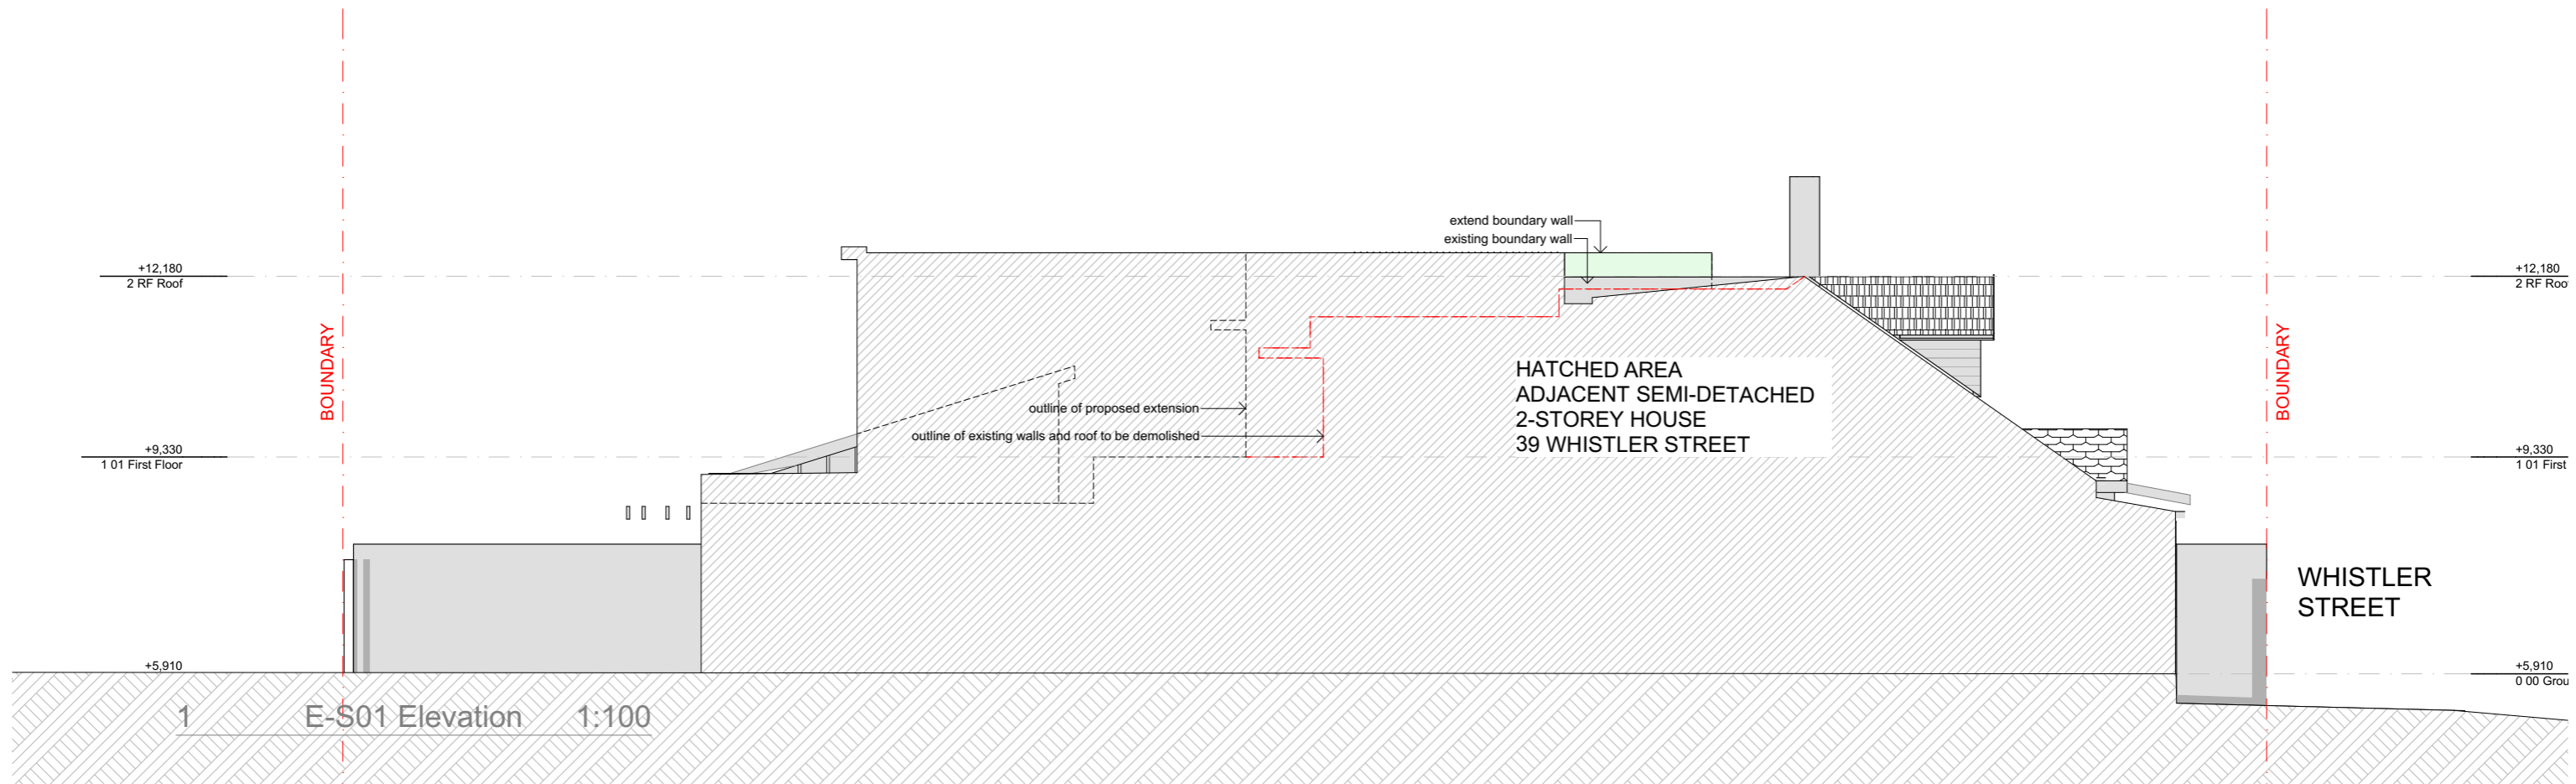 extend boundary wall
existing boundary wall
+12,180
2 RF Roof
+12,180
2 RF Roo
BOUNDARY
BOUNDARY
HATCHED AREA
ADJACENT SEMI-DETACHED
2-STOREY HOUSE
39 WHISTLER STREET
outline of proposed extension
outline of existing walls and roof to be demolished
+9,330
1 01 First Floor
+9,330
1 01 First
WHISTLER
STREET
+5,910
+5,910
0 00 Grou
1 E-S01 Elevation 1:100